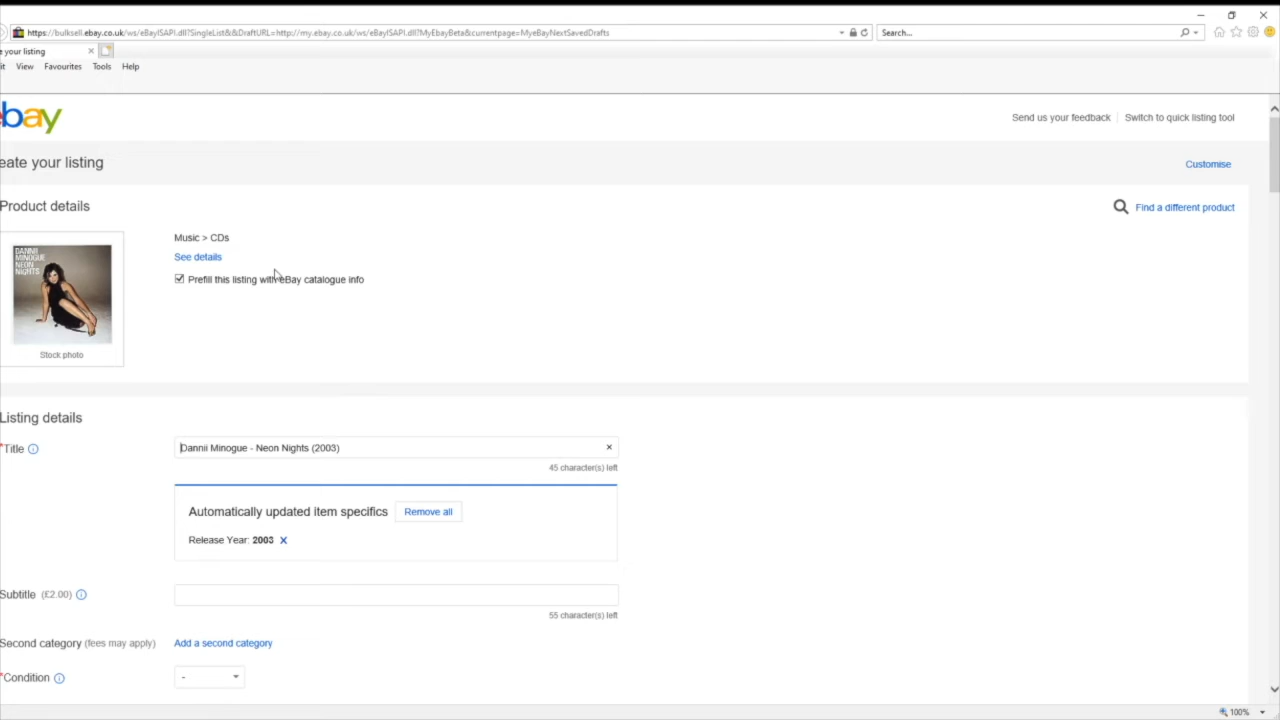 https://bulksell.ebay.co.uk/ws/eBayISAPI.dll?SingleList&&DraftURL=http://my.ebay.co.uk/ws/eBayISAPI.dll?MyEbayBeta&currentpage=MyeBayNextSavedDrafts
Search...
e your listing
it View Favourites Tools Help
ebay
Send us your feedback Switch to quick listing tool
eate your listing
Customise
Product details
Find a different product
Music > CDs
See details
Prefill this listing with eBay catalogue info
DANNII
MINOGUE
NEON
NIGHTS
Stock photo
Listing details
*Title
Dannii Minogue - Neon Nights (2003)
45 character(s) left
Automatically updated item specifics Remove all
Release Year: 2003
Subtitle (£2.00)
55 character(s) left
Second category (fees may apply) Add a second category
*Condition -
100%